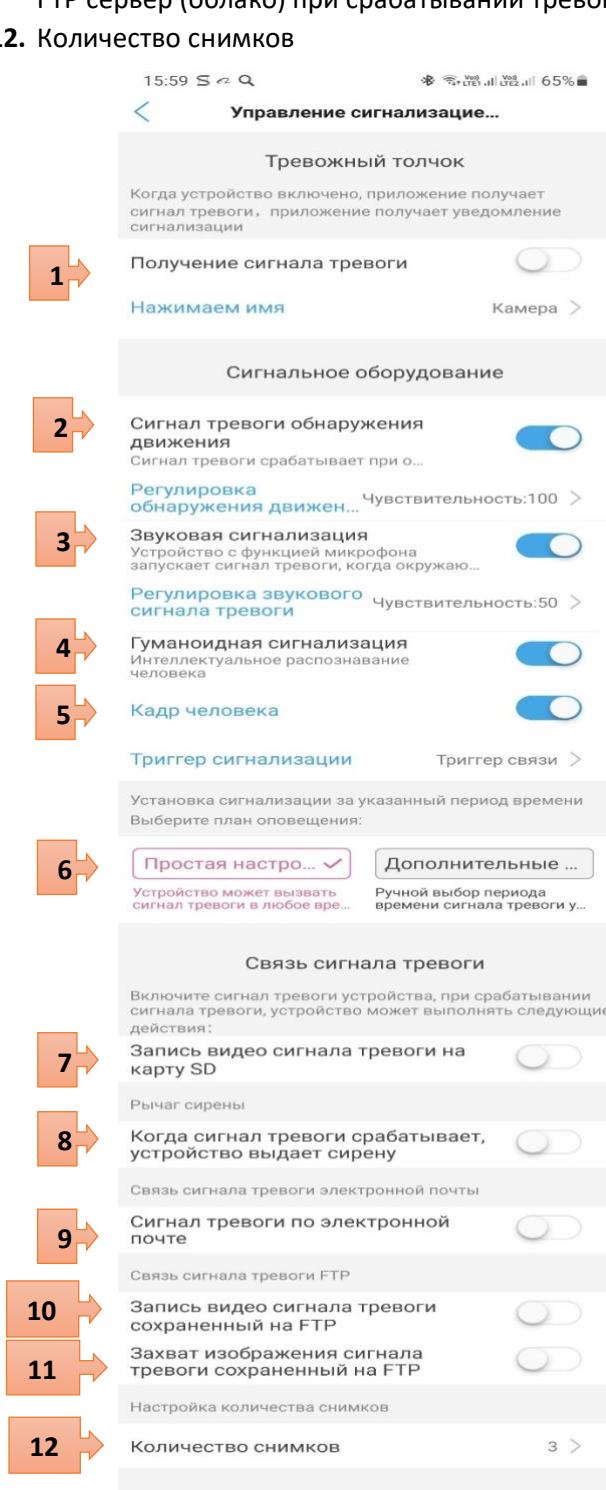 FTP сервер (облако) при срабатывании тревог
12. Количество снимков
15:59 65%
Управление сигнализацие...
Тревожный толчок
Когда устройство включено, приложение получает
сигнал тревоги, приложение получает уведомление
сигнализации
1 Получение сигнала тревоги
Нажимаем имя Камера >
Сигнальное оборудование
2 Сигнал тревоги обнаружения
движения
Сигнал тревоги срабатывает при о...
Регулировка
обнаружения движен... Чувствительность:100 >
3 Звуковая сигнализация
Устройство с функцией микрофона
запускает сигнал тревоги, когда окружаю...
Регулировка звукового
сигнала тревоги Чувствительность:50 >
4 Гуманоидная сигнализация
Интеллектуальное распознавание
человека
5 Кадр человека
Триггер сигнализации Триггер связи >
Установка сигнализации за указанный период времени
Выберите план оповещения:
6 Простая настро... ✓ Дополнительные ...
Устройство может вызвать Ручной выбор периода
сигнал тревоги в любое вре... времени сигнала тревоги у...
Связь сигнала тревоги
Включите сигнал тревоги устройства, при срабатывании
сигнала тревоги, устройство может выполнять следующие
действия:
7 Запись видео сигнала тревоги на
карту SD
Рычаг сирены
8 Когда сигнал тревоги срабатывает,
устройство выдает сирену
Связь сигнала тревоги электронной почты
9 Сигнал тревоги по электронной
почте
Связь сигнала тревоги FTP
10 Запись видео сигнала тревоги
сохраненный на FTP
11 Захват изображения сигнала
тревоги сохраненный на FTP
Настройка количества снимков
12 Количество снимков 3 >